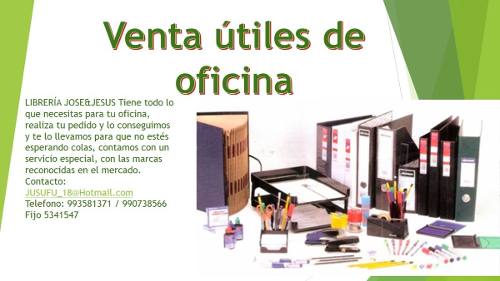 Venta útiles de
oficina
LIBRERÍA JOSE&JESUS Tiene todo lo
que necesitas para tu oficina,
realiza tu pedido y lo conseguimos
y te lo llevamos para que no estés
esperando colas, contamos con un
servicio especial, con las marcas
reconocidas en el mercado.
Contacto:
JUSUFU_18@Hotmail.com
Telefono: 993581371 / 990738566
Fijo 5341547